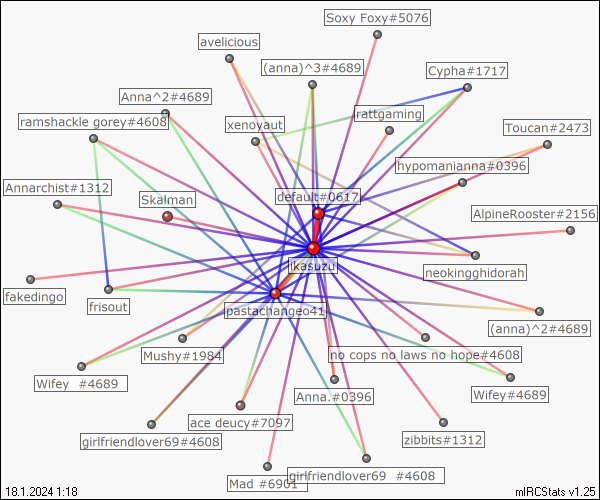 Soxy Foxy#5076
avelicious
(anna)^3#4689
Cypha#1717
Anna^2#4689
ramshackle gorey#4608
xenoyaut
rattgaming
Toucan#2473
hypomanianna#0396
Annarchist#1312
Skalman
default#0617
AlpineRooster#2156
ikasuzu
neokingghidorah
fakedingo
frisout
pastachangeo41
(anna)^2#4689
Mushy#1984
no cops no laws no hope#4608
Wifey #4689
Anna.#0396
Wifey#4689
ace deucy#7097
girlfriendlover69#4608
zibbits#1312
Mad #6901
girlfriendlover69 #4608
18.1.2024 1:18
mIRCStats v1.25